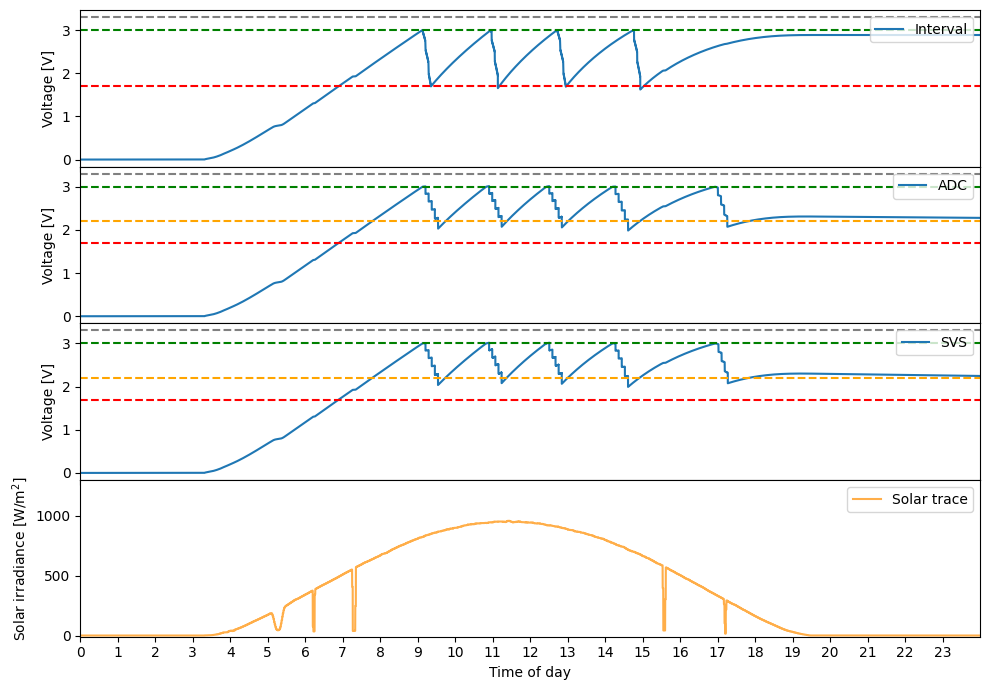 Voltage [V]
3
2
1
0
Interval
Voltage [V]
3
2
1
0
ADC
Voltage [V]
3
2
1
0
SVS
Solar irradiance [W/m²]
1000
500
0
Solar trace
0 1 2 3 4 5 6 7 8 9 10 11 12 13 14 15 16 17 18 19 20 21 22 23
Time of day